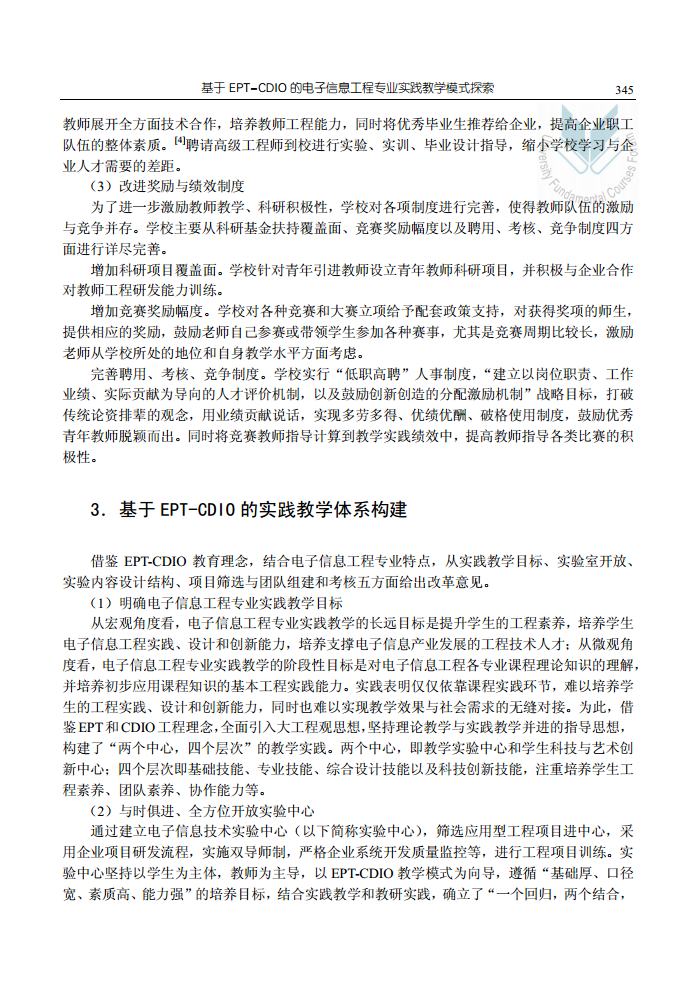 基于 EPT-CDIO 的电子信息工程专业实践教学模式探索 345
教师展开全方面技术合作，培养教师工程能力，同时将优秀毕业生推荐给企业，提高企业职工
队伍的整体素质。[4]聘请高级工程师到校进行实验、实训、毕业设计指导，缩小学校学习与企
业人才需要的差距。
（3）改进奖励与绩效制度
为了进一步激励教师教学、科研积极性，学校对各项制度进行完善，使得教师队伍的激励
与竞争并存。学校主要从科研基金扶持覆盖面、竞赛奖励幅度以及聘用、考核、竞争制度四方
面进行详尽完善。
增加科研项目覆盖面。学校针对青年引进教师设立青年教师科研项目，并积极与企业合作
对教师工程研发能力训练。
增加竞赛奖励幅度。学校对各种竞赛和大赛立项给予配套政策支持，对获得奖项的师生，
提供相应的奖励，鼓励老师自己参赛或带领学生参加各种赛事，尤其是竞赛周期比较长，激励
老师从学校所处的地位和自身教学水平方面考虑。
完善聘用、考核、竞争制度。学校实行“低职高聘”人事制度，“建立以岗位职责、工作
业绩、实际贡献为导向的人才评价机制，以及鼓励创新创造的分配激励机制”战略目标，打破
传统论资排辈的观念，用业绩贡献说话，实现多劳多得、优绩优酬、破格使用制度，鼓励优秀
青年教师脱颖而出。同时将竞赛教师指导计算到教学实践绩效中，提高教师指导各类比赛的积
极性。
3．基于 EPT-CDIO 的实践教学体系构建
借鉴 EPT-CDIO 教育理念，结合电子信息工程专业特点，从实践教学目标、实验室开放、
实验内容设计结构、项目筛选与团队组建和考核五方面给出改革意见。
（1）明确电子信息工程专业实践教学目标
从宏观角度看，电子信息工程专业实践教学的长远目标是提升学生的工程素养，培养学生
电子信息工程实践、设计和创新能力，培养支撑电子信息产业发展的工程技术人才；从微观角
度看，电子信息工程专业实践教学的阶段性目标是对电子信息工程各专业课程理论知识的理解，
并培养初步应用课程知识的基本工程实践能力。实践表明仅仅依靠课程实践环节，难以培养学
生的工程实践、设计和创新能力，同时也难以实现教学效果与社会需求的无缝对接。为此，借
鉴 EPT 和 CDIO 工程理念，全面引入大工程观思想，坚持理论教学与实践教学并进的指导思想，
构建了“两个中心，四个层次”的教学实践。两个中心，即教学实验中心和学生科技与艺术创
新中心；四个层次即基础技能、专业技能、综合设计技能以及科技创新技能，注重培养学生工
程素养、团队素养、协作能力等。
（2）与时俱进、全方位开放实验中心
通过建立电子信息技术实验中心（以下简称实验中心），筛选应用型工程项目进中心，采
用企业项目研发流程，实施双导师制，严格企业系统开发质量监控等，进行工程项目训练。实
验中心坚持以学生为主体，教师为主导，以 EPT-CDIO 教学模式为向导，遵循“基础厚、口径
宽、素质高、能力强”的培养目标，结合实践教学和教研实践，确立了“一个回归，两个结合，